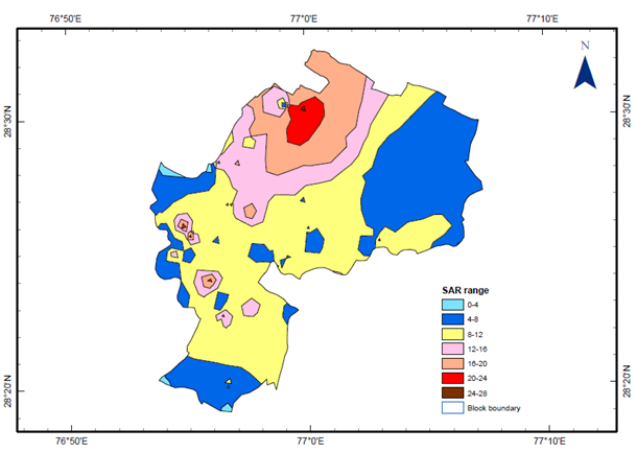 76°50'E 77°0'E 77°10'E
N
28°30'N 28°30'N
SAR range
0-4
4-8
8-12
12-16
16-20
20-24
24-28
Block boundary
28°20'N 28°20'N
76°50'E 77°0'E 77°10'E